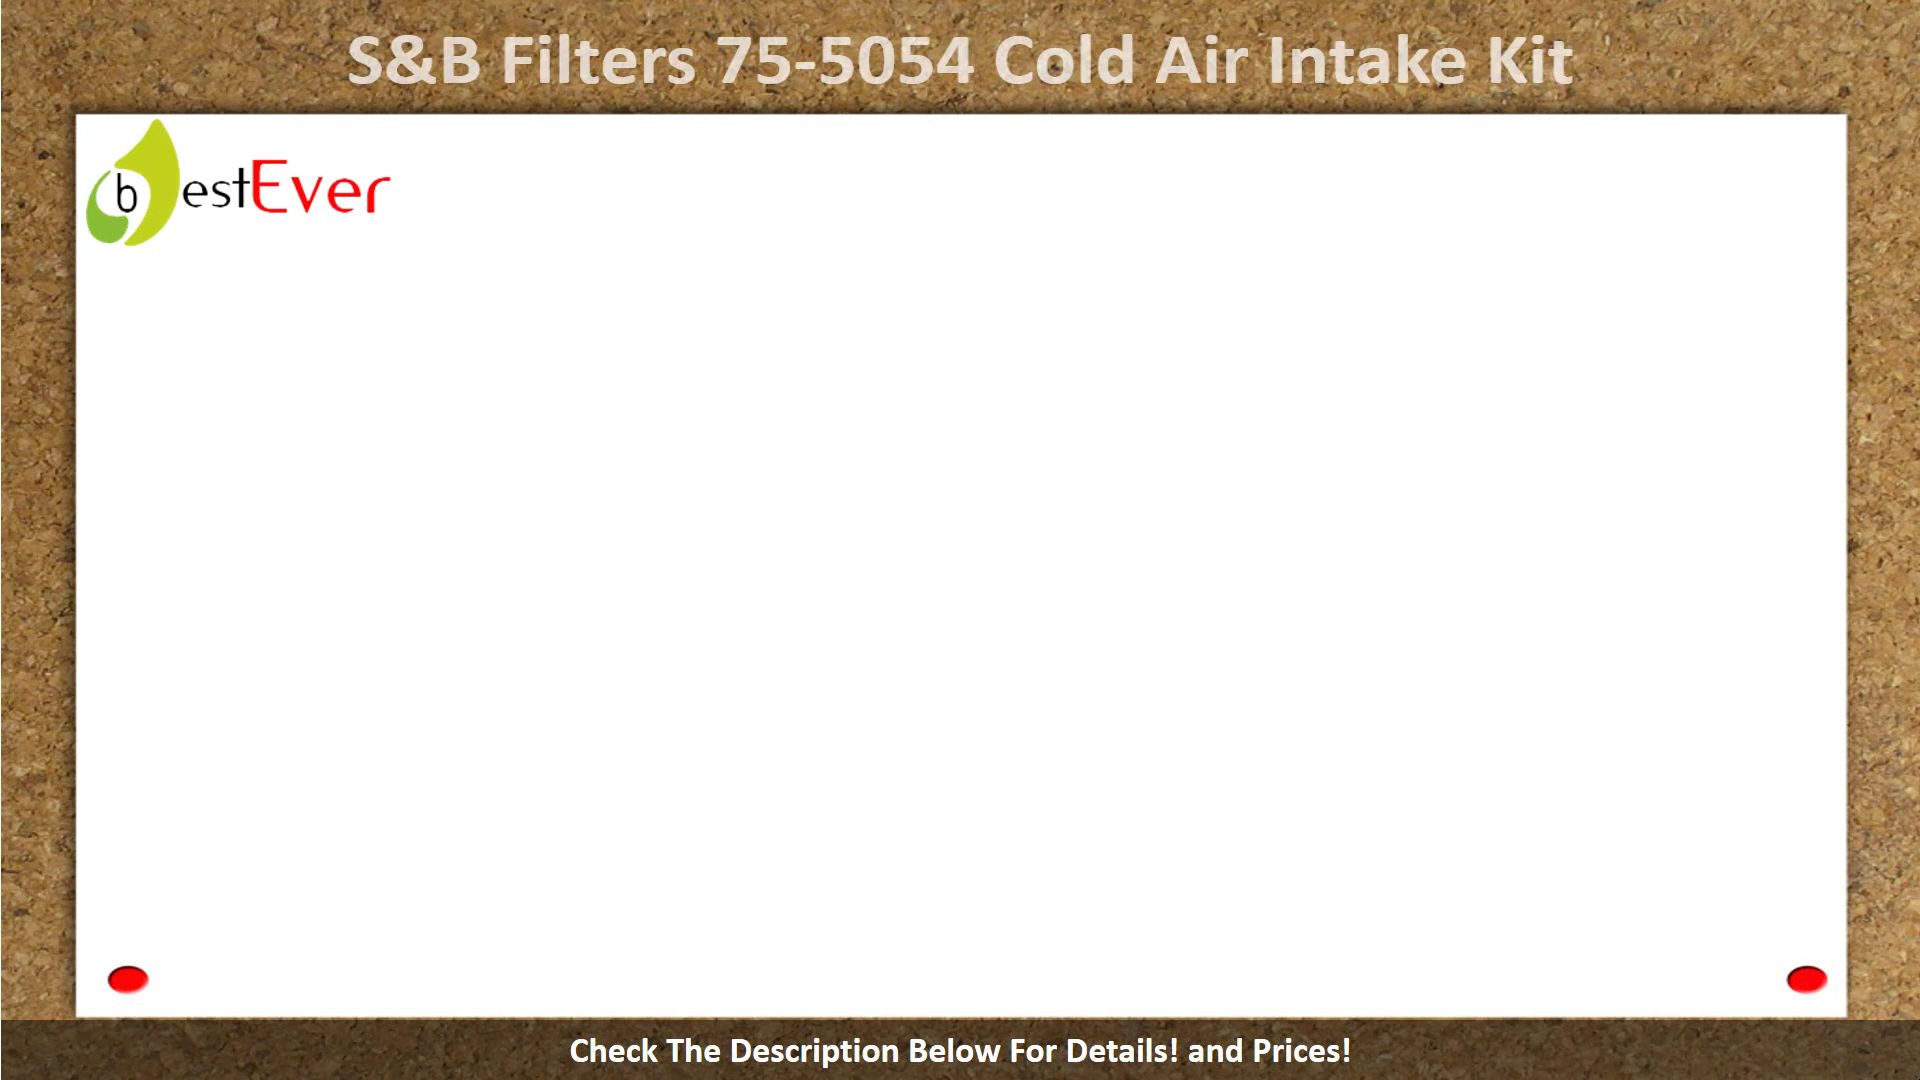 S&B Filters 75-5054 Cold Air Intake Kit
bestEver
Check The Description Below For Details! and Prices!